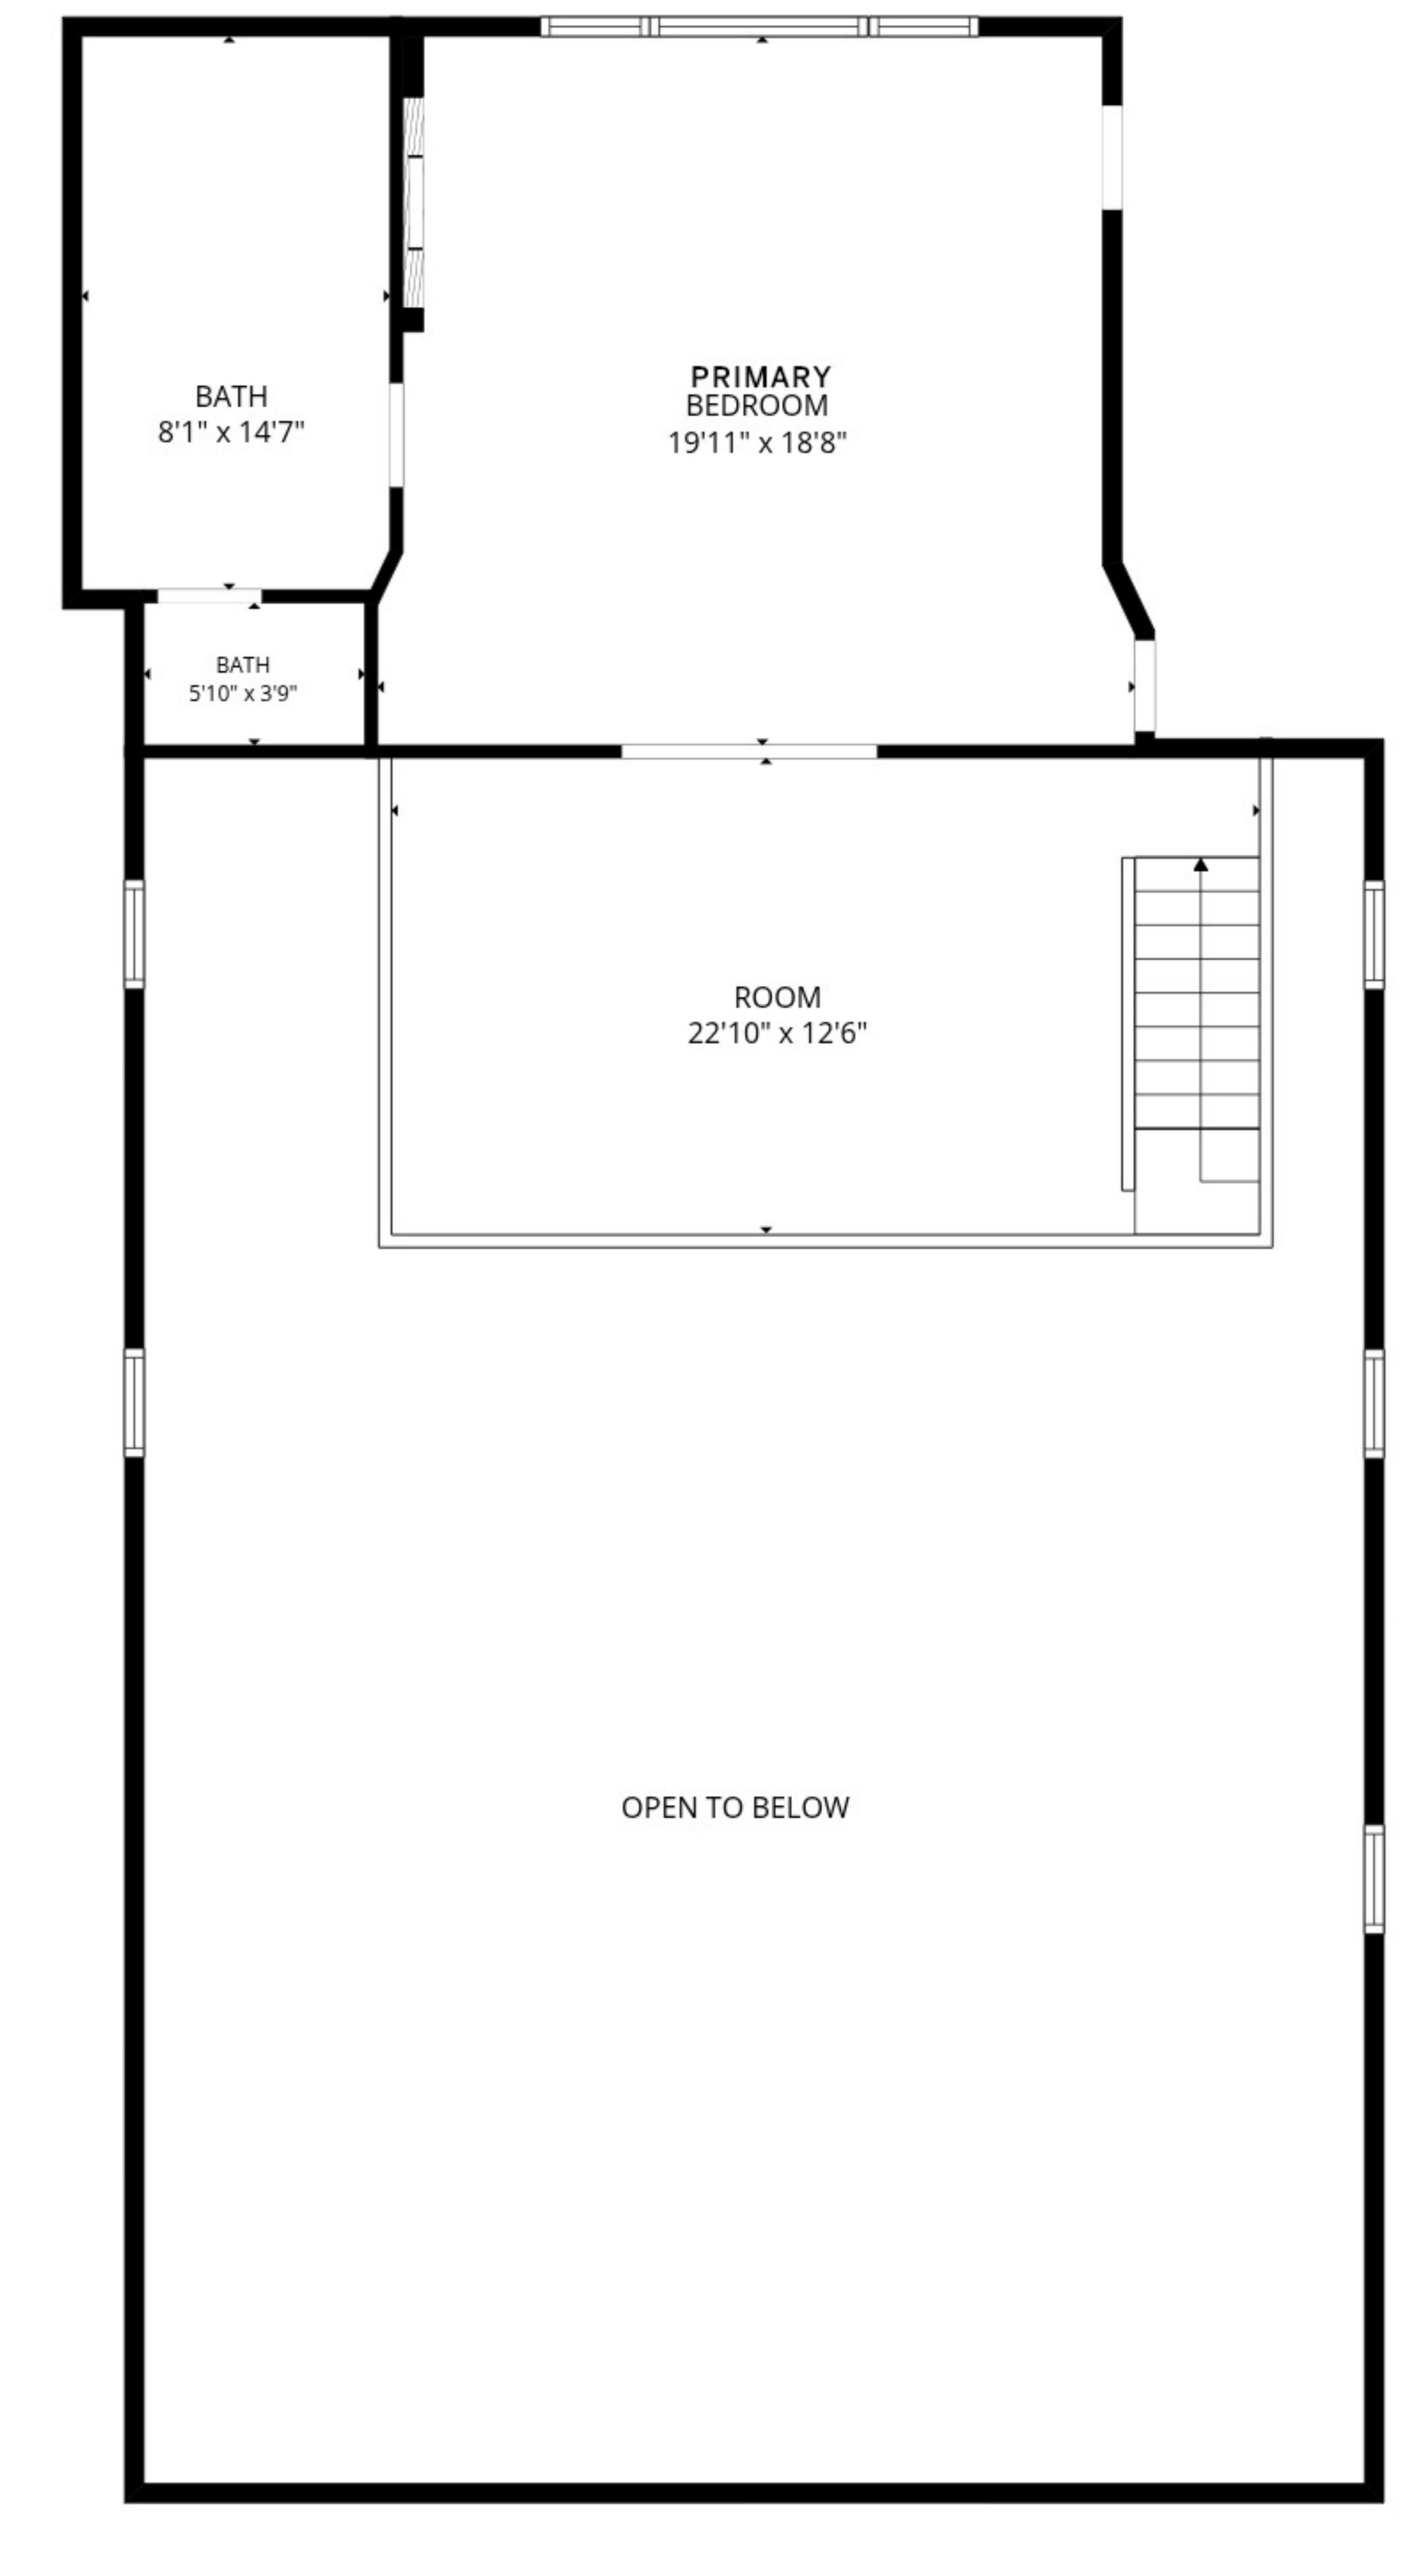 PRIMARY
BEDROOM
19'11" x 18'8"
BATH
8'1" x 14'7"
BATH
5'10" x 3'9"
ROOM
22'10" x 12'6"
OPEN TO BELOW